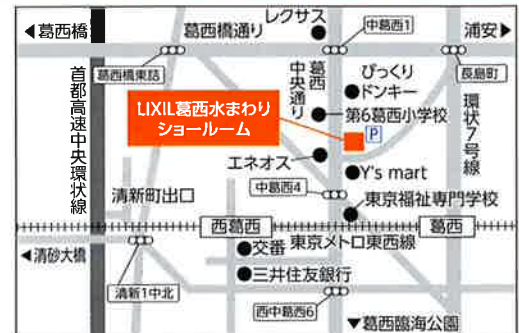 ◀葛西橋
葛西橋通り
レクサス
中葛西1
浦安▶
葛西橋東詰
長島町
首都高速中央環状線
葛西中央通り
びっくり
ドンキー
第6葛西小学校
環状7号線
LIXIL葛西水まわり
ショールーム
P
エネオス
Y's mart
中葛西4
清新町出口
東京福祉専門学校
西葛西
葛西
東京メトロ東西線
交番
◀清砂大橋
三井住友銀行
清新1中北
西中葛西6
▼葛西臨海公園